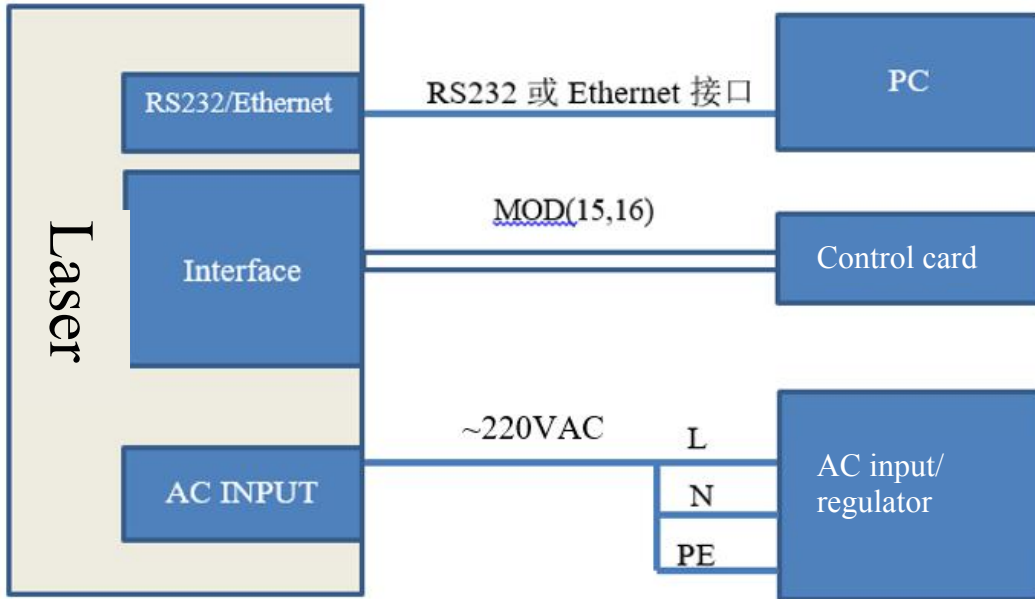 RS232/Ethernet
RS232 或 Ethernet 接口
PC
Laser
Interface
MOD(15,16)
Control card
AC INPUT
~220VAC
L
N
PE
AC input/
regulator